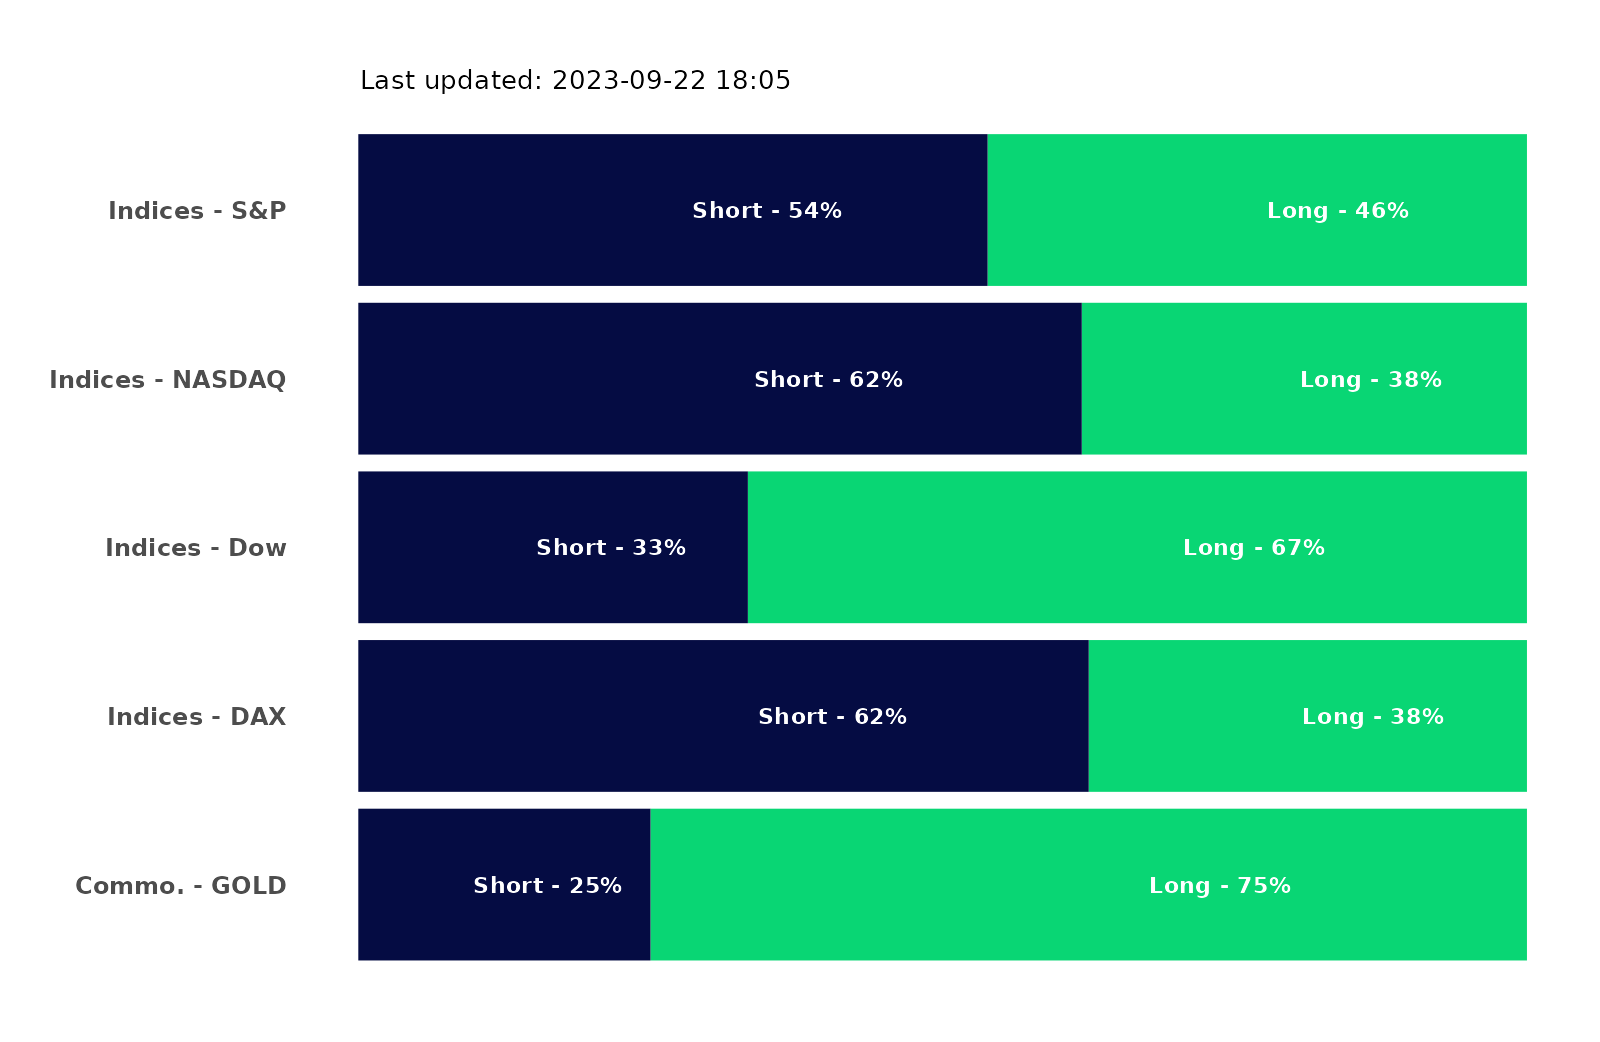 Last updated: 2023-09-22 18:05
Indices - S&P Short - 54% Long - 46%
Indices - NASDAQ Short - 62% Long - 38%
Indices - Dow Short - 33% Long - 67%
Indices - DAX Short - 62% Long - 38%
Commo. - GOLD Short - 25% Long - 75%